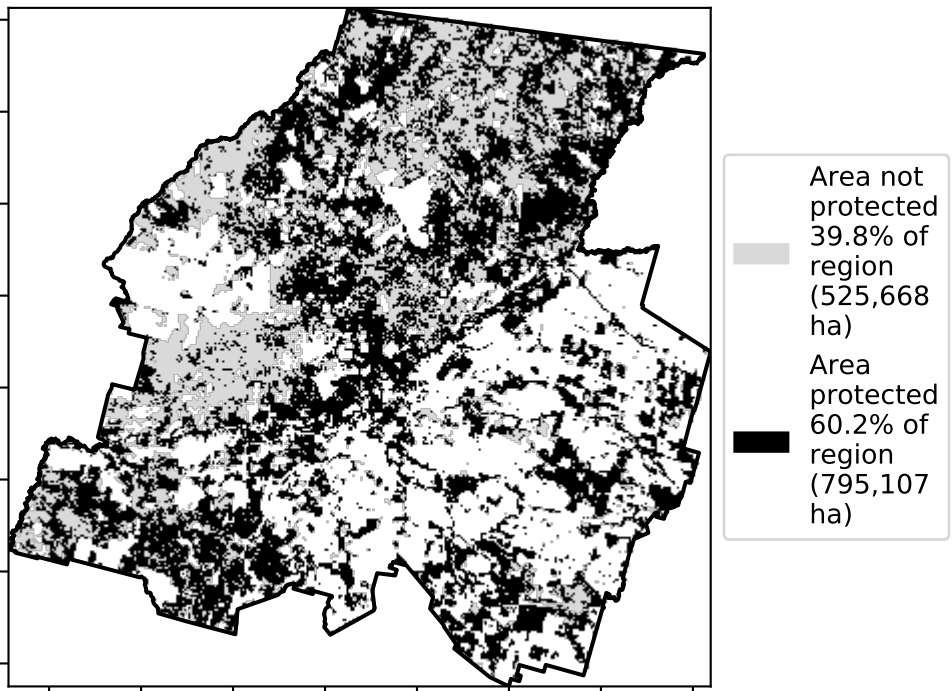 Area not
protected
39.8% of
region
(525,668
ha)
Area
protected
60.2% of
region
(795,107
ha)